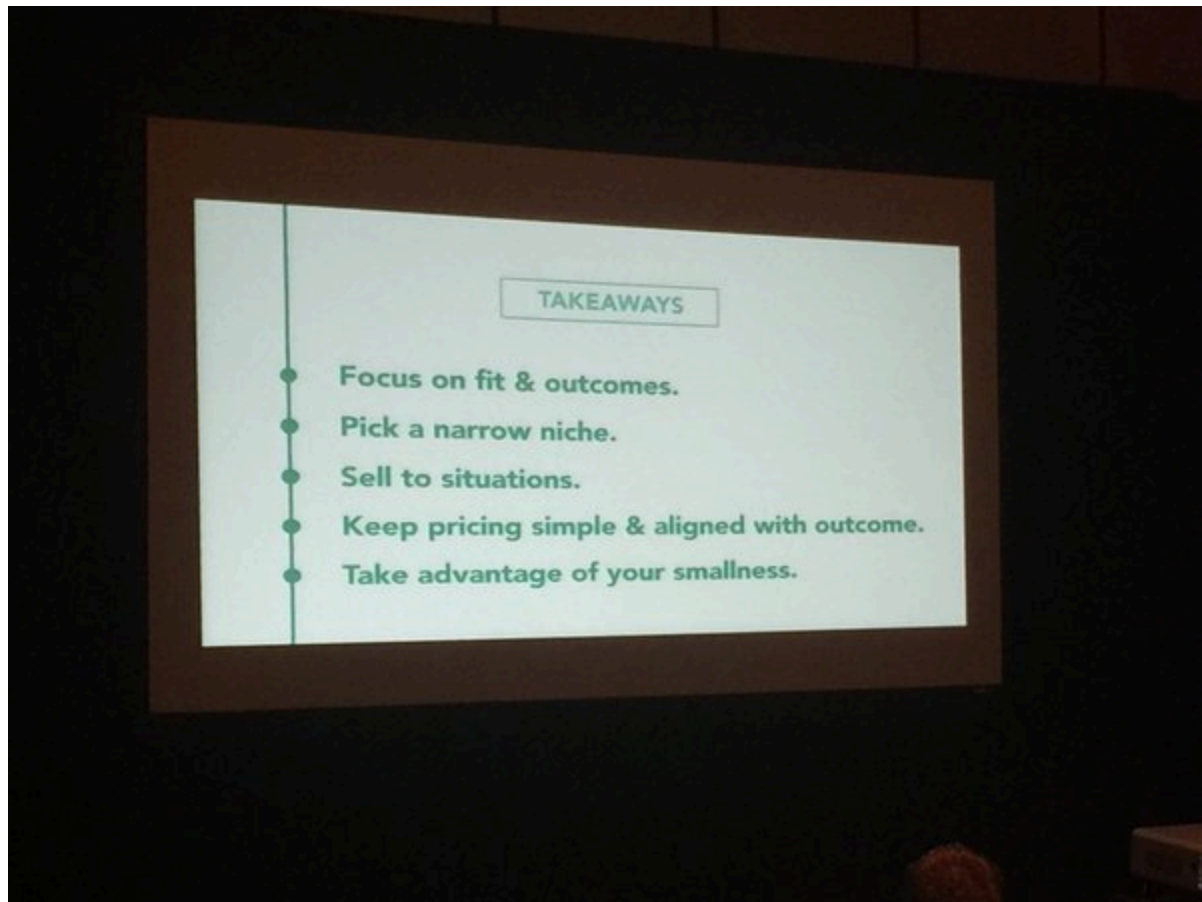 TAKEAWAYS
Focus on fit & outcomes.
Pick a narrow niche.
Sell to situations.
Keep pricing simple & aligned with outcome.
Take advantage of your smallness.